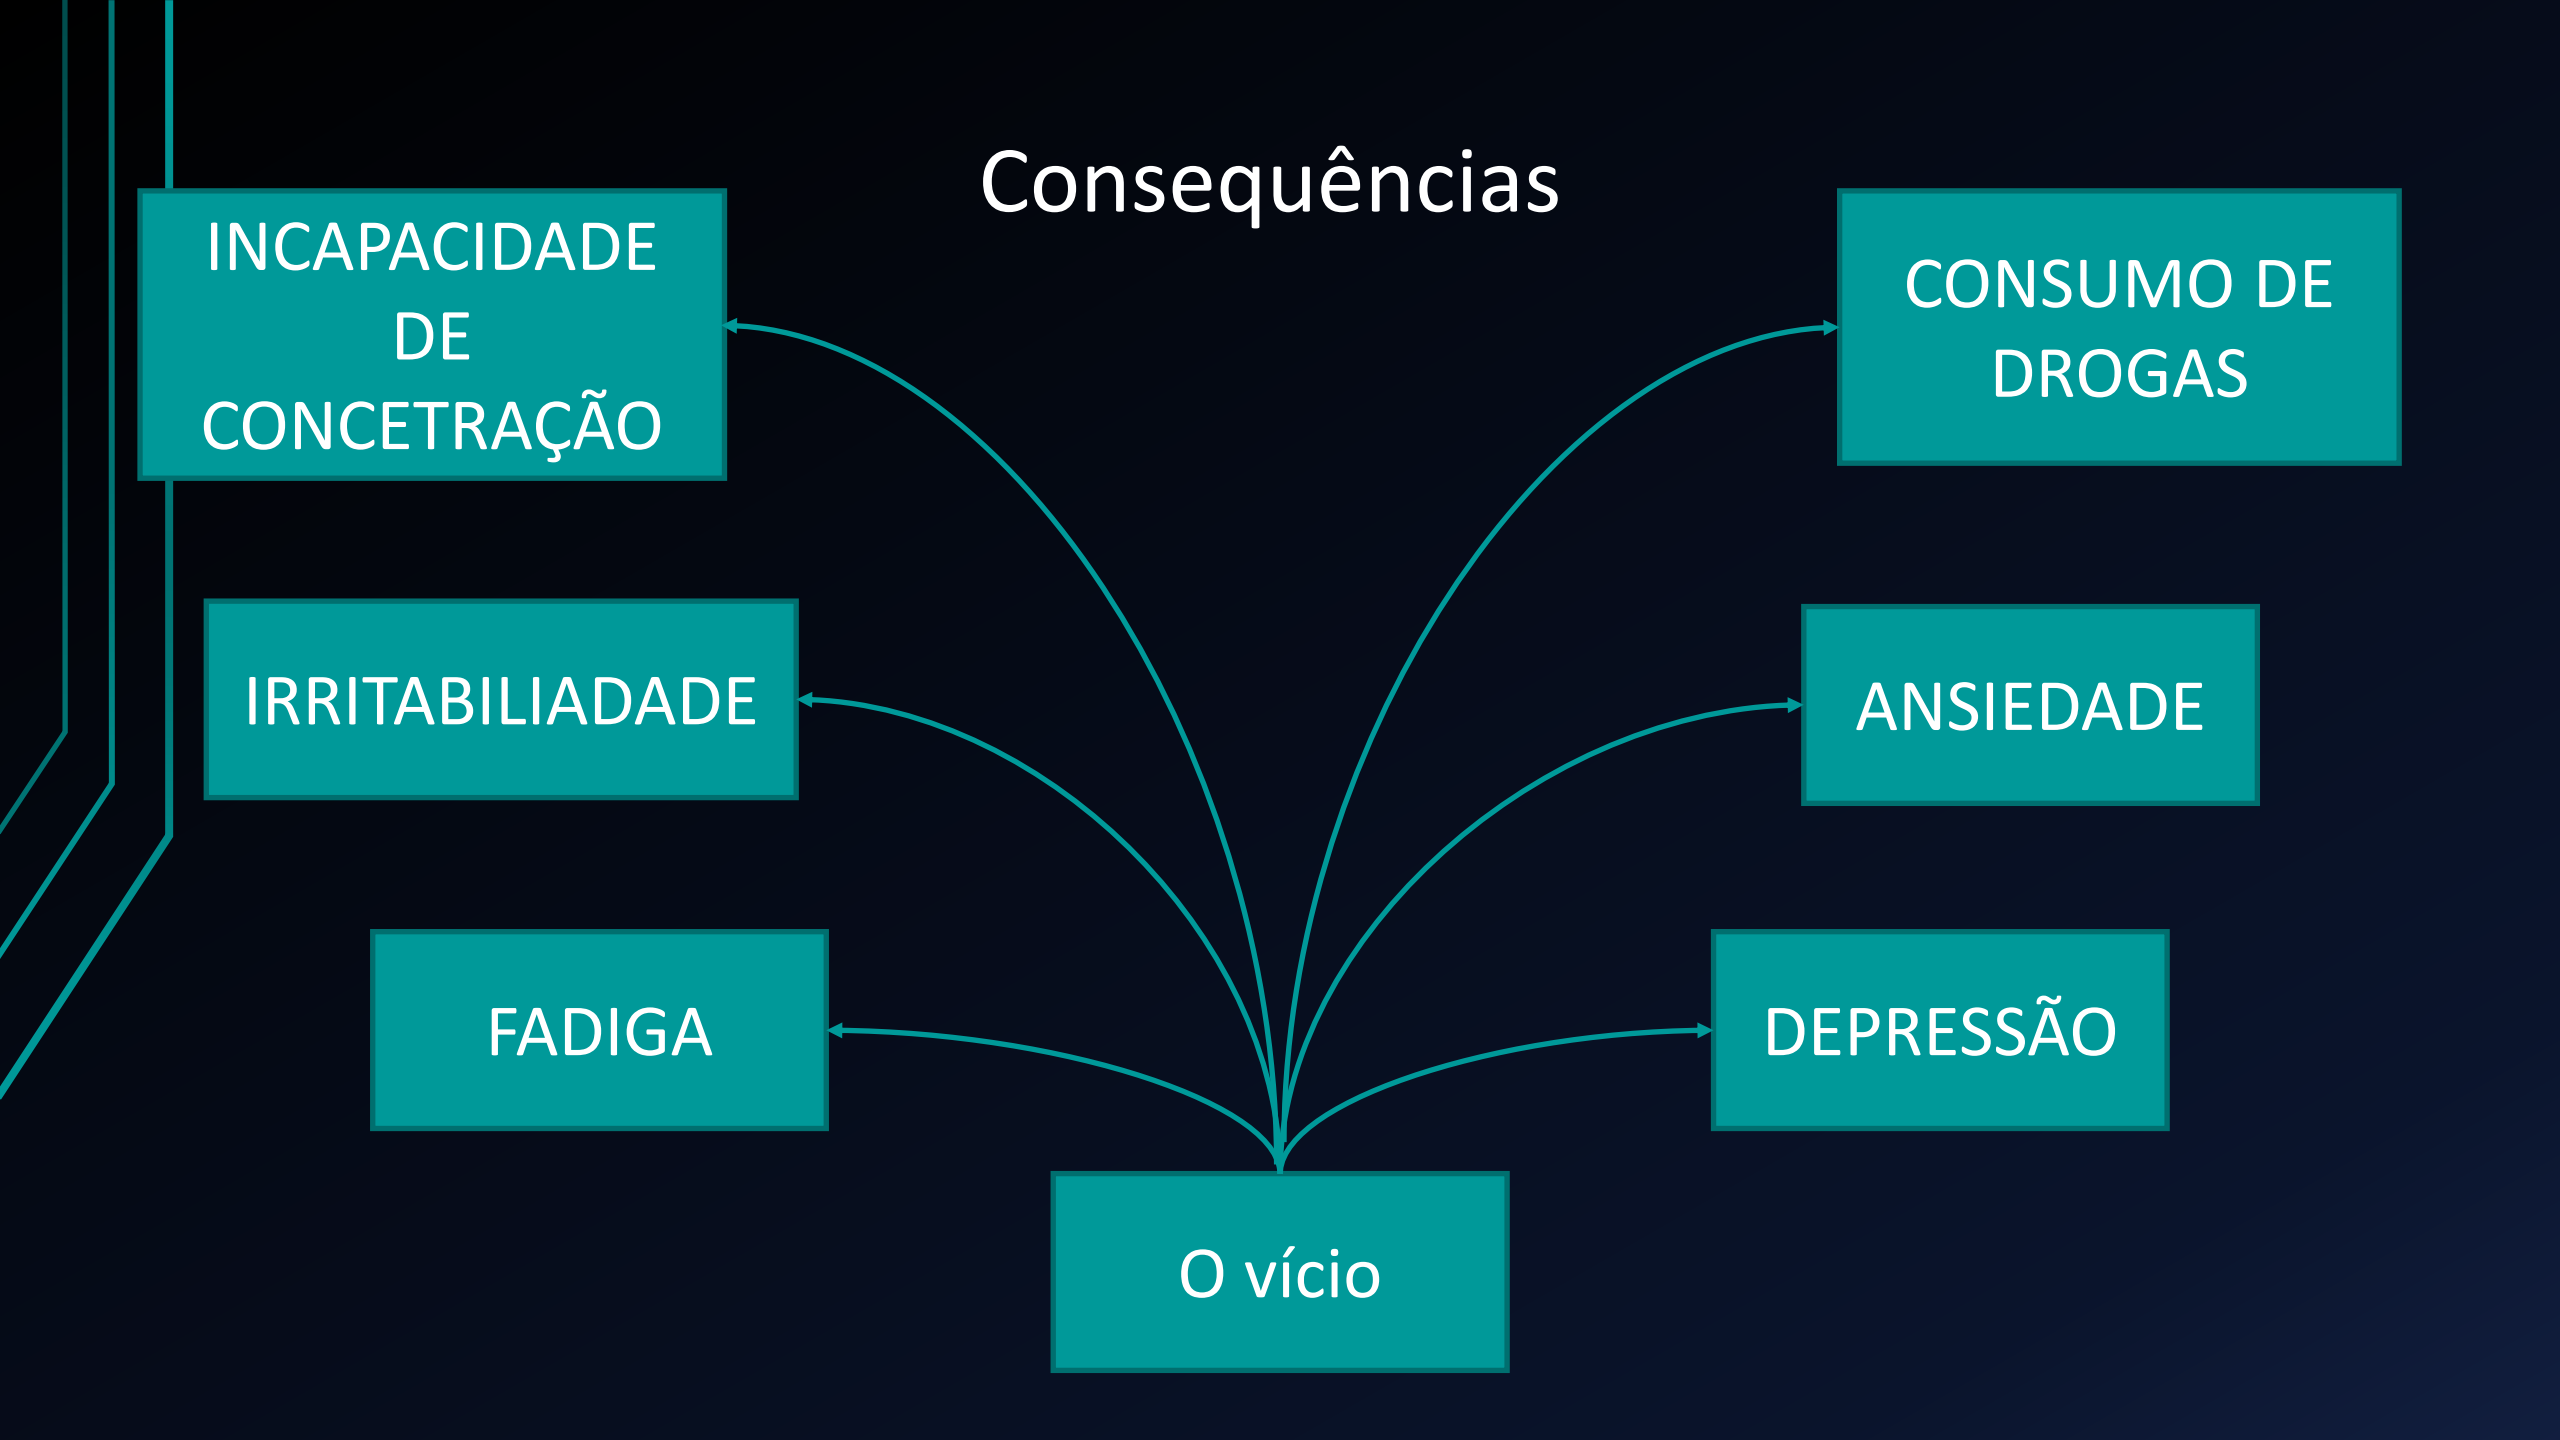 Consequências
INCAPACIDADE
DE
CONCETRAÇÃO
CONSUMO DE
DROGAS
IRRITABILIADADE
ANSIEDADE
FADIGA
DEPRESSÃO
O vício